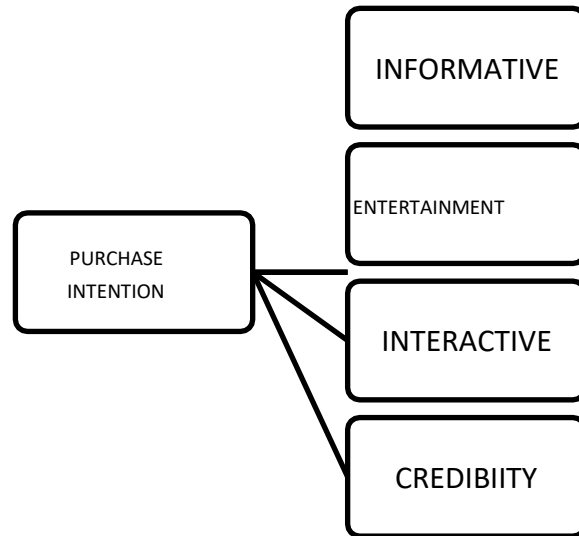 INFORMATIVE
ENTERTAINMENT
PURCHASE
INTENTION
INTERACTIVE
CREDIBIITY